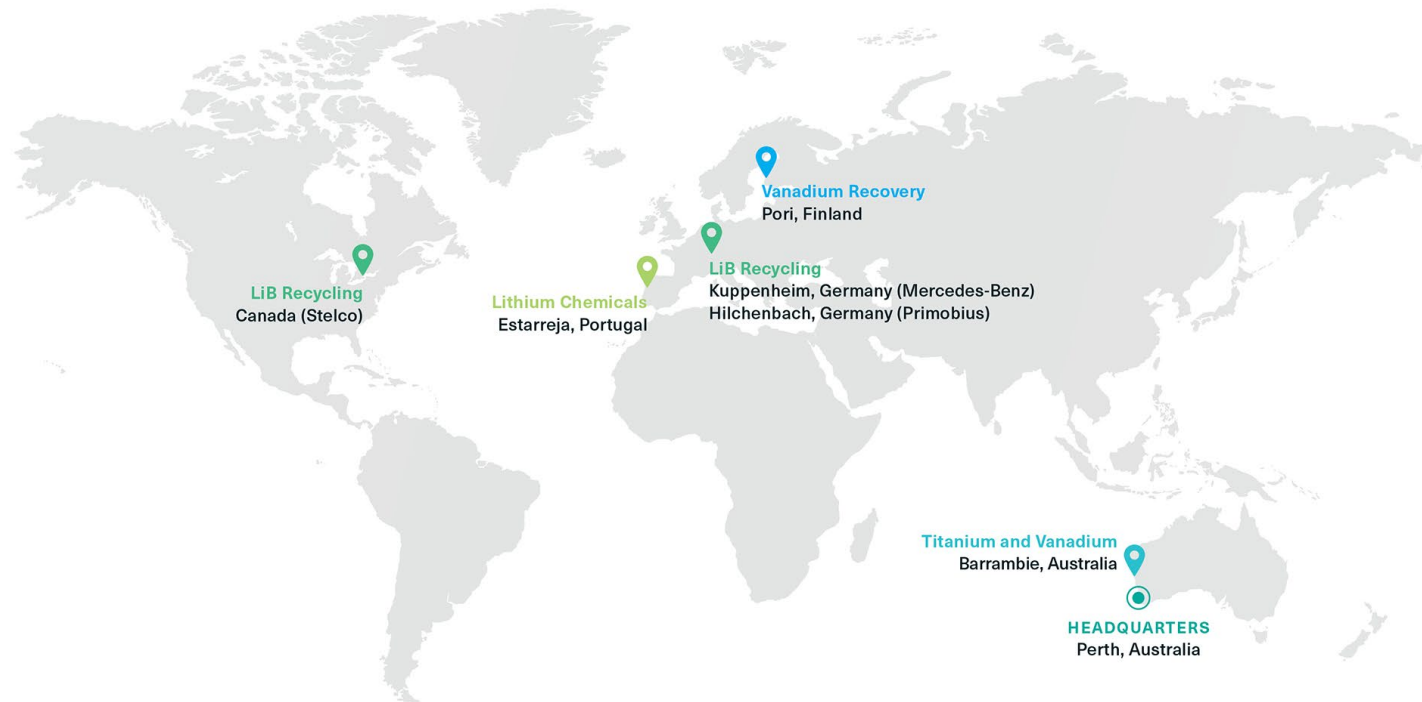 Vanadium Recovery
Pori, Finland
LiB Recycling
Kuppenheim, Germany (Mercedes-Benz)
Hilchenbach, Germany (Primobius)
LiB Recycling
Canada (Stelco)
Lithium Chemicals
Estarreja, Portugal
Titanium and Vanadium
Barrambie, Australia
HEADQUARTERS
Perth, Australia